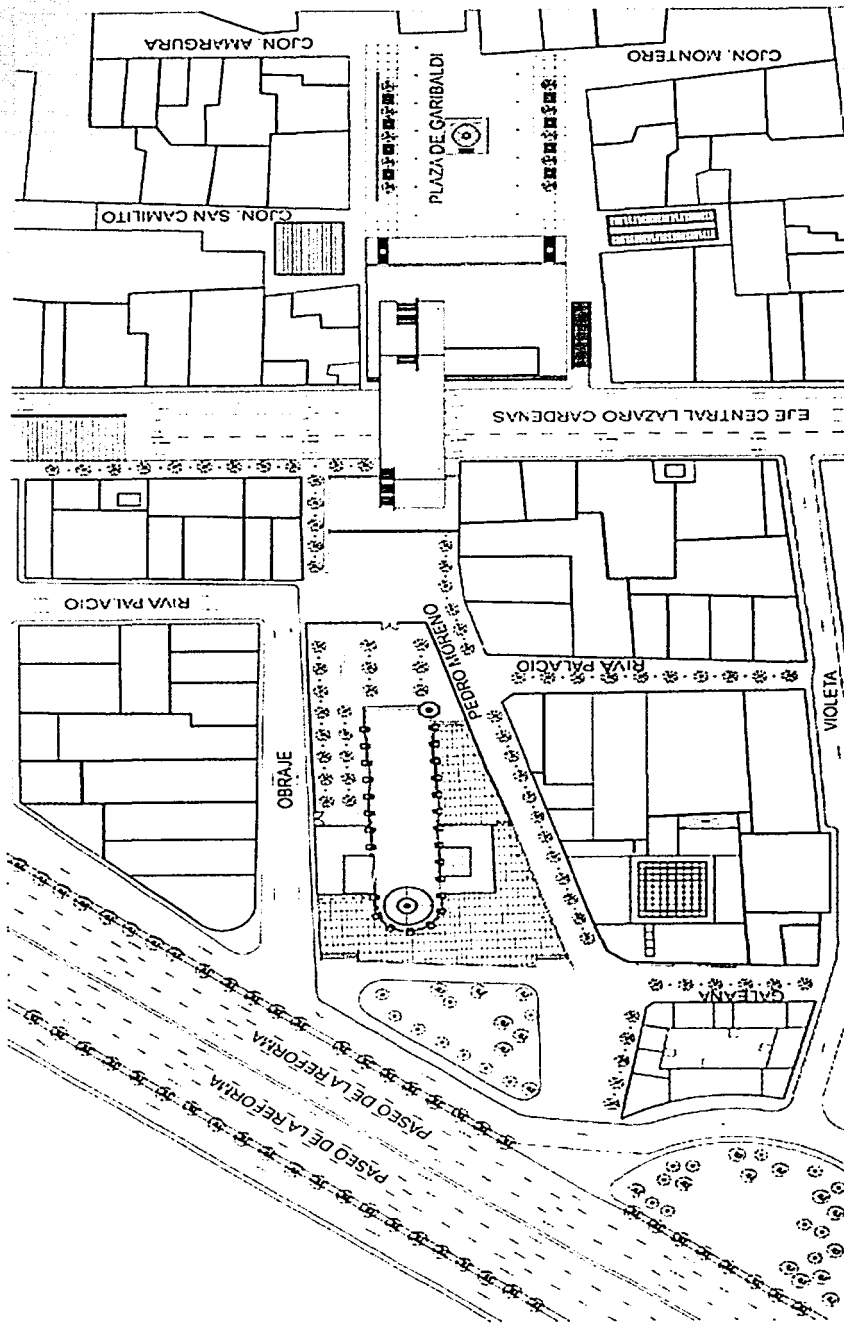 CJON. AMARGURA
CJON. MONTERO
PLAZA DE GARIBALDI
CJON. SAN CAMILITO
EJE CENTRAL LAZARO CARDENAS
RIVA PALACIO
PEDRO MORENO
RIVA PALACIO
VIOLETA
OBRAJE
GALEANA
PASEO DE LA REFORMA
PASEO DE LA REFORMA